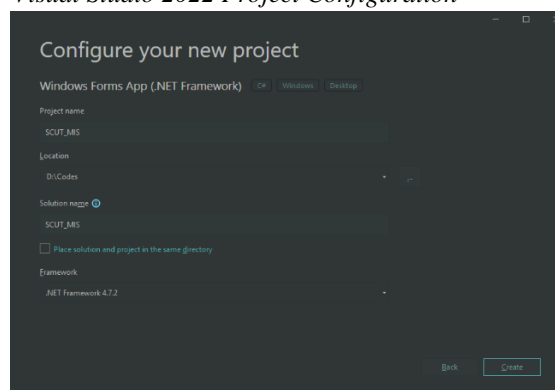 Visual Studio 2022 Project Configuration
Configure your new project
Windows Forms App (.NET Framework) C# Windows Desktop
Project name
SCUT_MIS
Location
D:\Codes
Solution name
SCUT_MIS
Place solution and project in the same directory
Framework
.NET Framework 4.7.2
Back Create